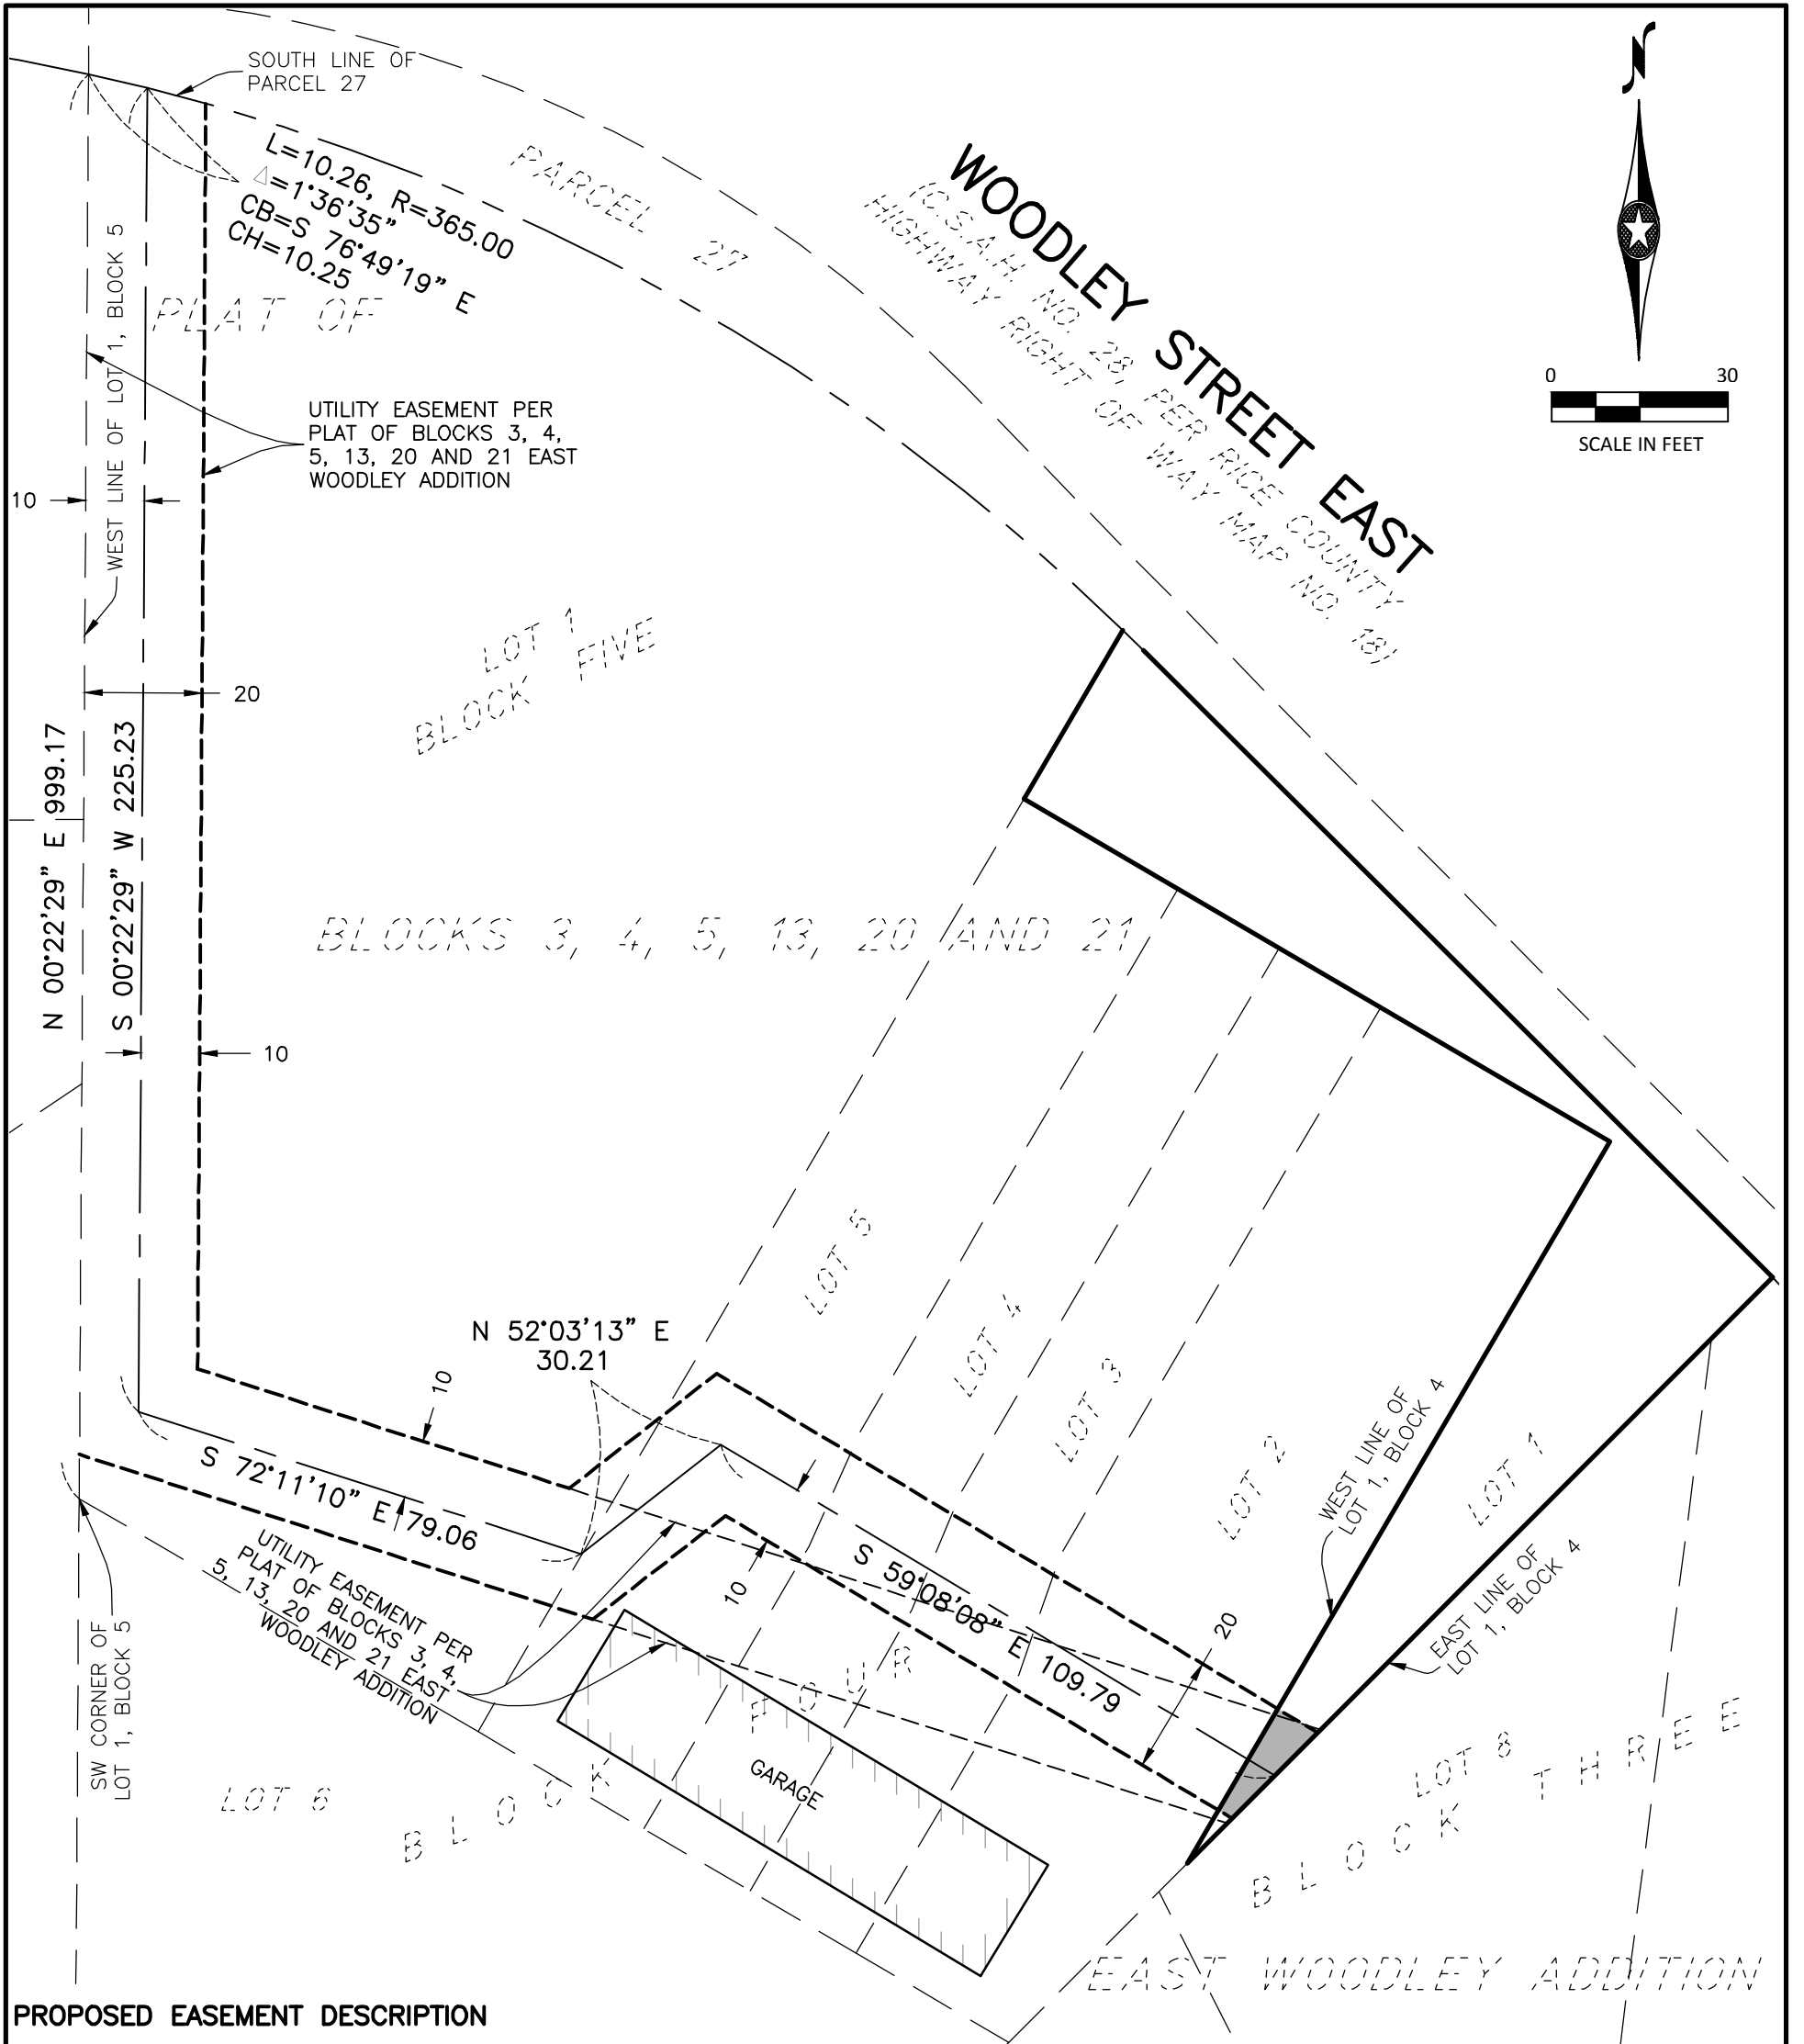 SOUTH LINE OF
PARCEL 27
L=10.26, R=365.00
△=1°36'35"
CB=S 76°49'19" E
CH=10.25
PARCEL 27
WOODLEY STREET EAST
(C.S.A.H. NO. 28, PER RICE COUNTY
HIGHWAY RIGHT OF WAY MAP NO. 18)
N
0 30
SCALE IN FEET
PLAT OF
WEST LINE OF LOT 1, BLOCK 5
UTILITY EASEMENT PER
PLAT OF BLOCKS 3, 4,
5, 13, 20 AND 21 EAST
WOODLEY ADDITION
10
LOT 1
BLOCK FIVE
20
N 00°22'29" E 999.17
S 00°22'29" W 225.23
BLOCKS 3, 4, 5, 13, 20 AND 21
10
LOT 5
LOT 4
LOT 3
LOT 2
LOT 1
N 52°03'13" E
30.21
10
WEST LINE OF
LOT 1, BLOCK 4
EAST LINE OF
LOT 1, BLOCK 4
S 72°11'10" E 79.06
UTILITY EASEMENT PER
PLAT OF BLOCKS 3, 4,
5, 13, 20 AND 21 EAST
WOODLEY ADDITION
10
S 59°08'08" E 109.79
20
SW CORNER OF
LOT 1, BLOCK 5
LOT 6
BLOCK FOUR
GARAGE
LOT 8
BLOCK THREE
EAST WOODLEY ADDITION
PROPOSED EASEMENT DESCRIPTION